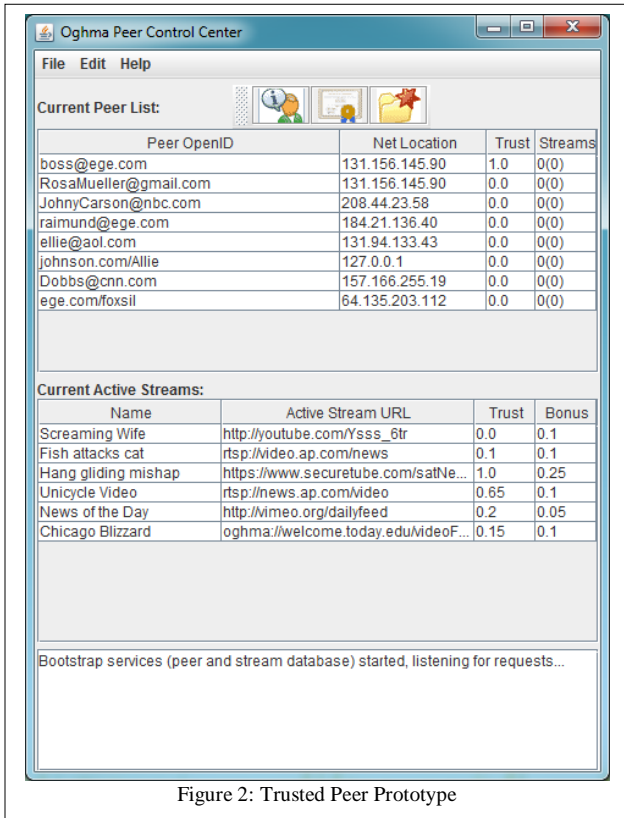 Oghma Peer Control Center
File Edit Help
Current Peer List:
Peer OpenID Net Location Trust Streams
boss@ege.com 131.156.145.90 1.0 0(0)
RosaMueller@gmail.com 131.156.145.90 0.0 0(0)
JohnyCarson@nbc.com 208.44.23.58 0.0 0(0)
raimund@ege.com 184.21.136.40 0.0 0(0)
ellie@aol.com 131.94.133.43 0.0 0(0)
johnson.com/Allie 127.0.0.1 0.0 0(0)
Dobbs@cnn.com 157.166.255.19 0.0 0(0)
ege.com/foxsil 64.135.203.112 0.0 0(0)
Current Active Streams:
Name Active Stream URL Trust Bonus
Screaming Wife http://youtube.com/Ysss_6tr 0.0 0.1
Fish attacks cat rtsp://video.ap.com/news 0.1 0.1
Hang gliding mishap https://www.securetube.com/satNe... 1.0 0.25
Unicycle Video rtsp://news.ap.com/video 0.65 0.1
News of the Day http://vimeo.org/dailyfeed 0.2 0.05
Chicago Blizzard oghma://welcome.today.edu/videoF... 0.15 0.1
Bootstrap services (peer and stream database) started, listening for requests...
Figure 2: Trusted Peer Prototype